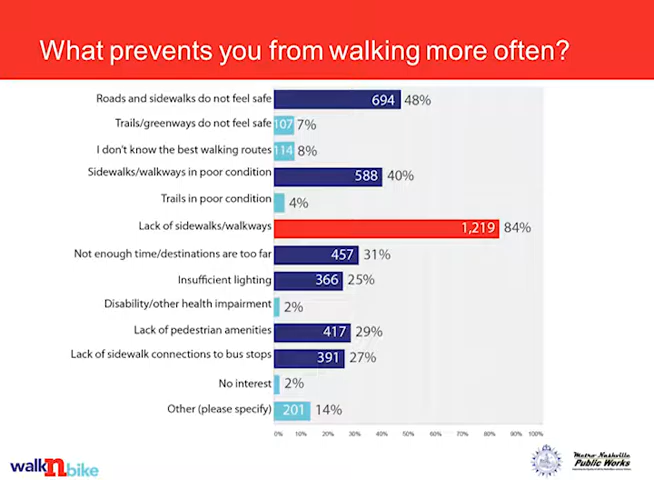 What prevents you from walking more often?
Roads and sidewalks do not feel safe 694 48%
Trails/greenways do not feel safe 107 7%
I don't know the best walking routes 114 8%
Sidewalks/walkways in poor condition 588 40%
Trails in poor condition 4%
Lack of sidewalks/walkways 1,219 84%
Not enough time/destinations are too far 457 31%
Insufficient lighting 366 25%
Disability/other health impairment 2%
Lack of pedestrian amenities 417 29%
Lack of sidewalk connections to bus stops 391 27%
No interest 2%
Other (please specify) 201 14%
0% 10% 20% 30% 40% 50% 60% 70% 80% 90% 100%
walk n bike
Metro Nashville
Public Works